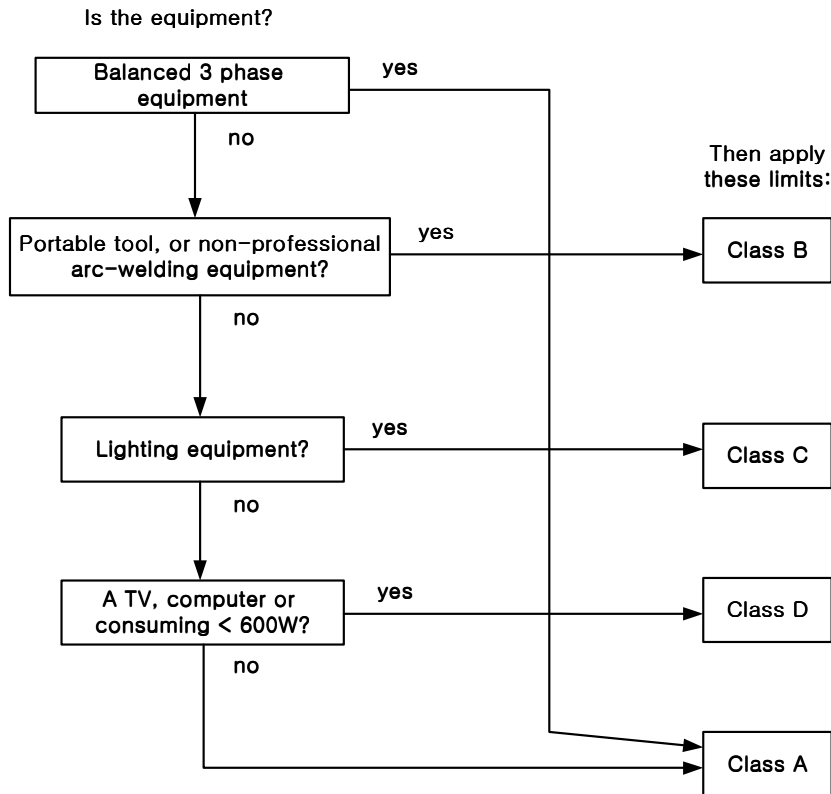 Is the equipment?
Balanced 3 phase
equipment
yes
no
Then apply
these limits:
Portable tool, or non-professional
arc-welding equipment?
yes
Class B
no
Lighting equipment?
yes
Class C
no
A TV, computer or
consuming < 600W?
yes
Class D
no
Class A